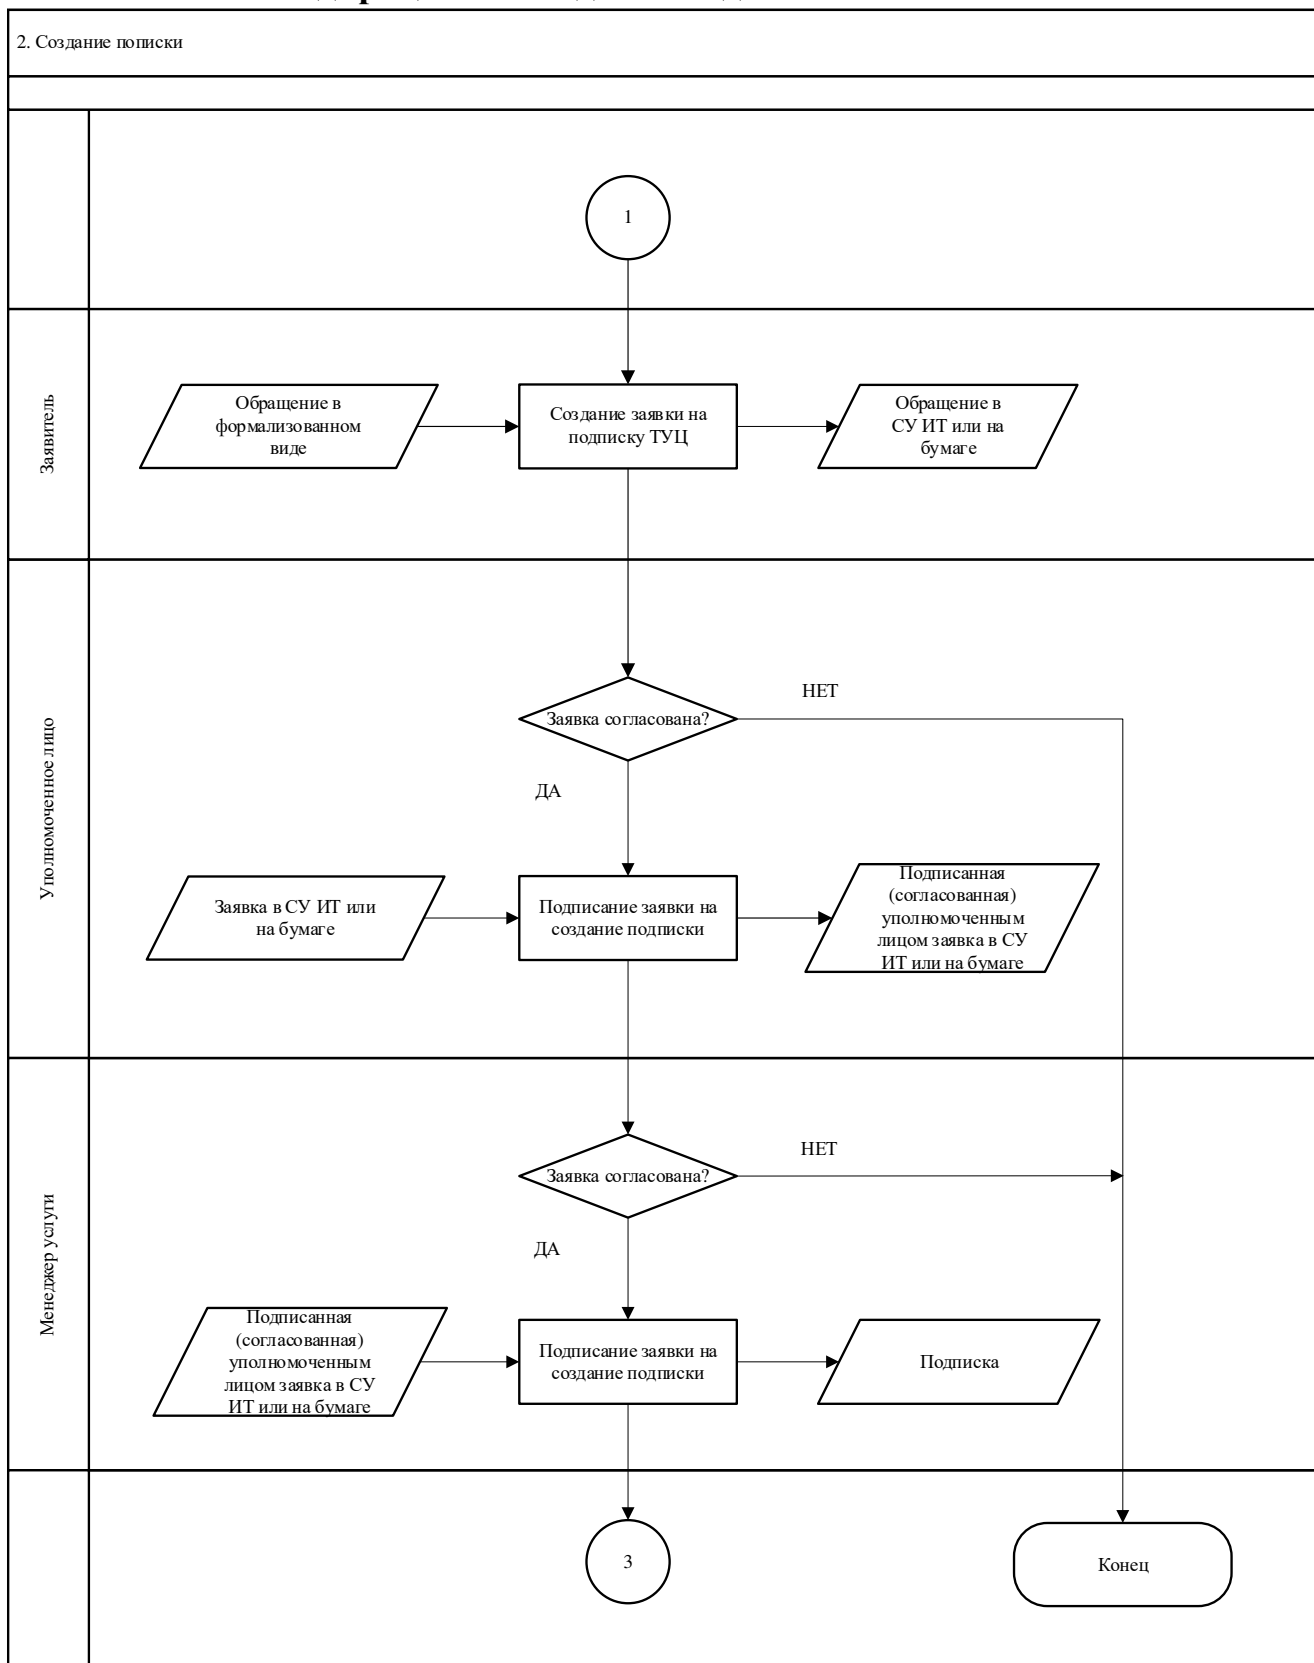 2. Создание пописки
1
Заявитель
Обращение в
формализованном
виде
Создание заявки на
подписку ТУЦ
Обращение в
СУ ИТ или на
бумаге
Уполномоченное лицо
Заявка согласована?
НЕТ
ДА
Заявка в СУ ИТ или
на бумаге
Подписание заявки на
создание подписки
Подписанная
(согласованная)
уполномоченным
лицом заявка в СУ
ИТ или на бумаге
Менеджер услуги
Заявка согласована?
НЕТ
ДА
Подписанная
(согласованная)
уполномоченным
лицом заявка в СУ
ИТ или на бумаге
Подписание заявки на
создание подписки
Подписка
3
Конец